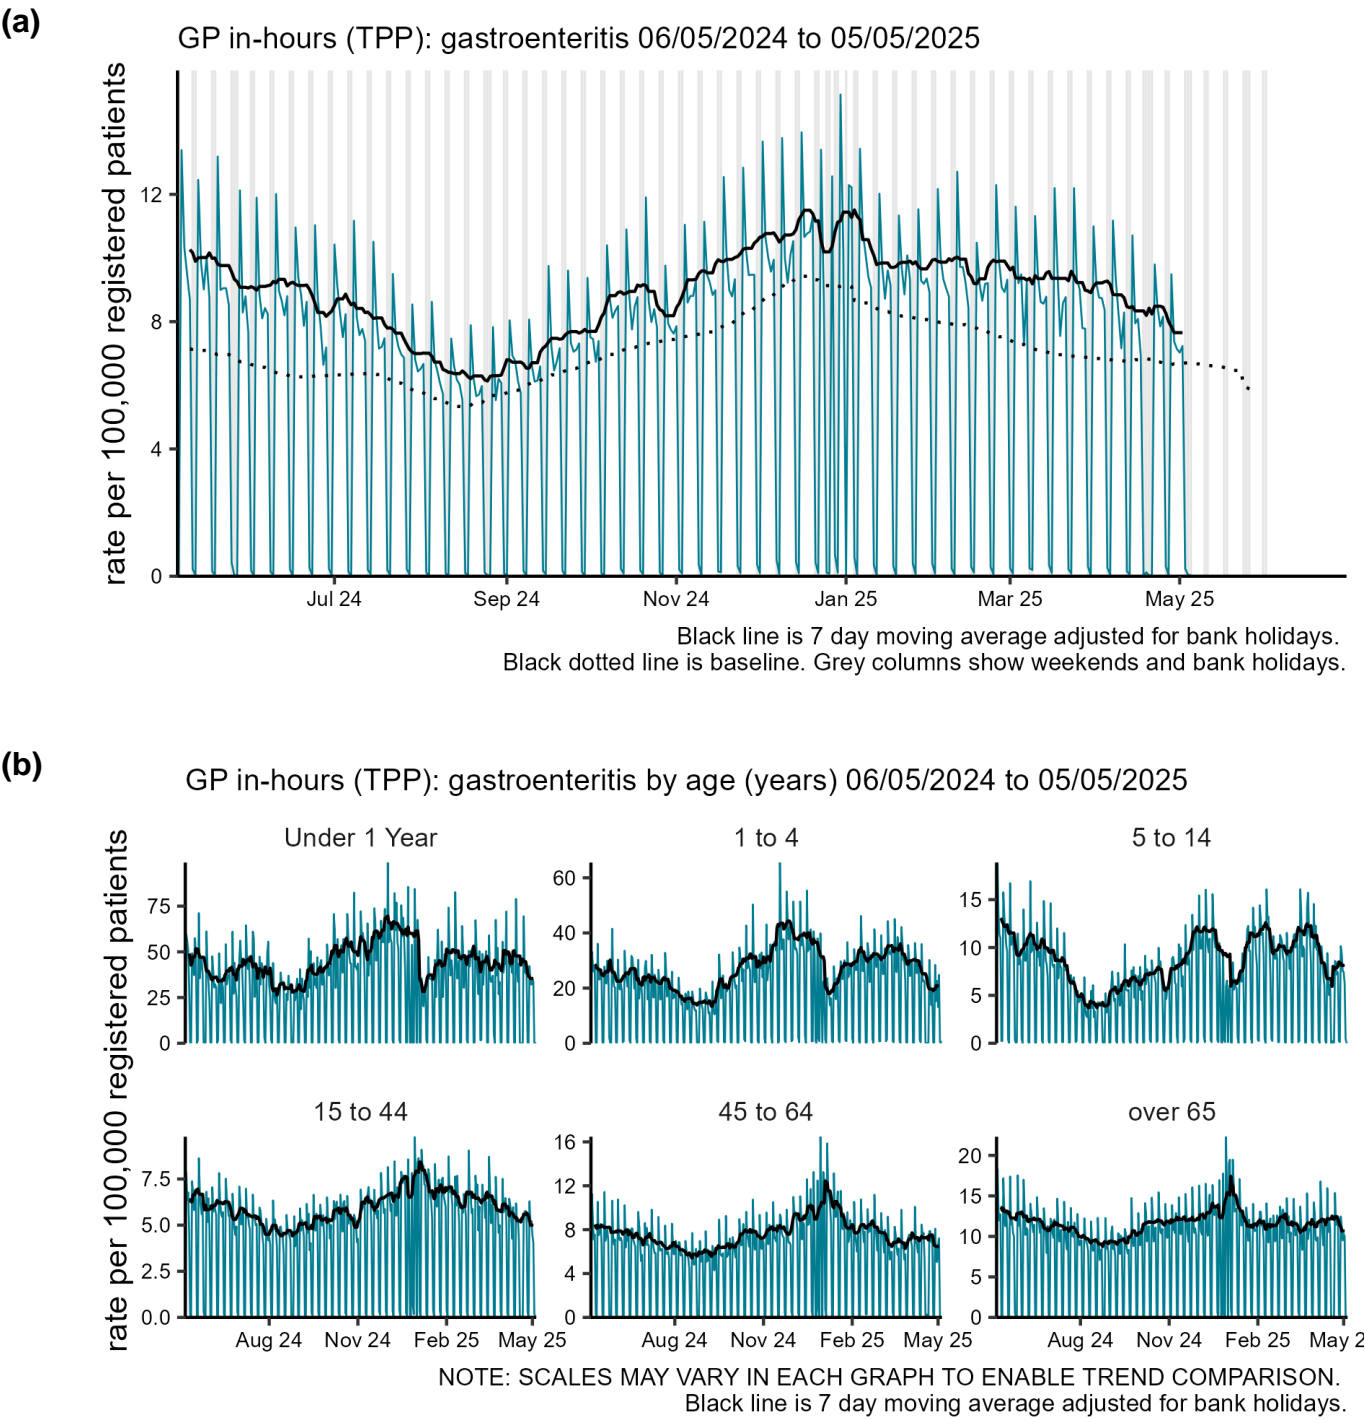 (a)
GP in-hours (TPP): gastroenteritis 06/05/2024 to 05/05/2025
rate per 100,000 registered patients
12
8
4
0
Jul 24 Sep 24 Nov 24 Jan 25 Mar 25 May 25
Black line is 7 day moving average adjusted for bank holidays.
Black dotted line is baseline. Grey columns show weekends and bank holidays.
(b)
GP in-hours (TPP): gastroenteritis by age (years) 06/05/2024 to 05/05/2025
rate per 100,000 registered patients
Under 1 Year
75
50
25
0
1 to 4
60
40
20
0
5 to 14
15
10
5
0
15 to 44
7.5
5.0
2.5
0.0
Aug 24 Nov 24 Feb 25 May 25
45 to 64
16
12
8
4
0
Aug 24 Nov 24 Feb 25 May 25
over 65
20
15
10
5
0
Aug 24 Nov 24 Feb 25 May 2
NOTE: SCALES MAY VARY IN EACH GRAPH TO ENABLE TREND COMPARISON.
Black line is 7 day moving average adjusted for bank holidays.